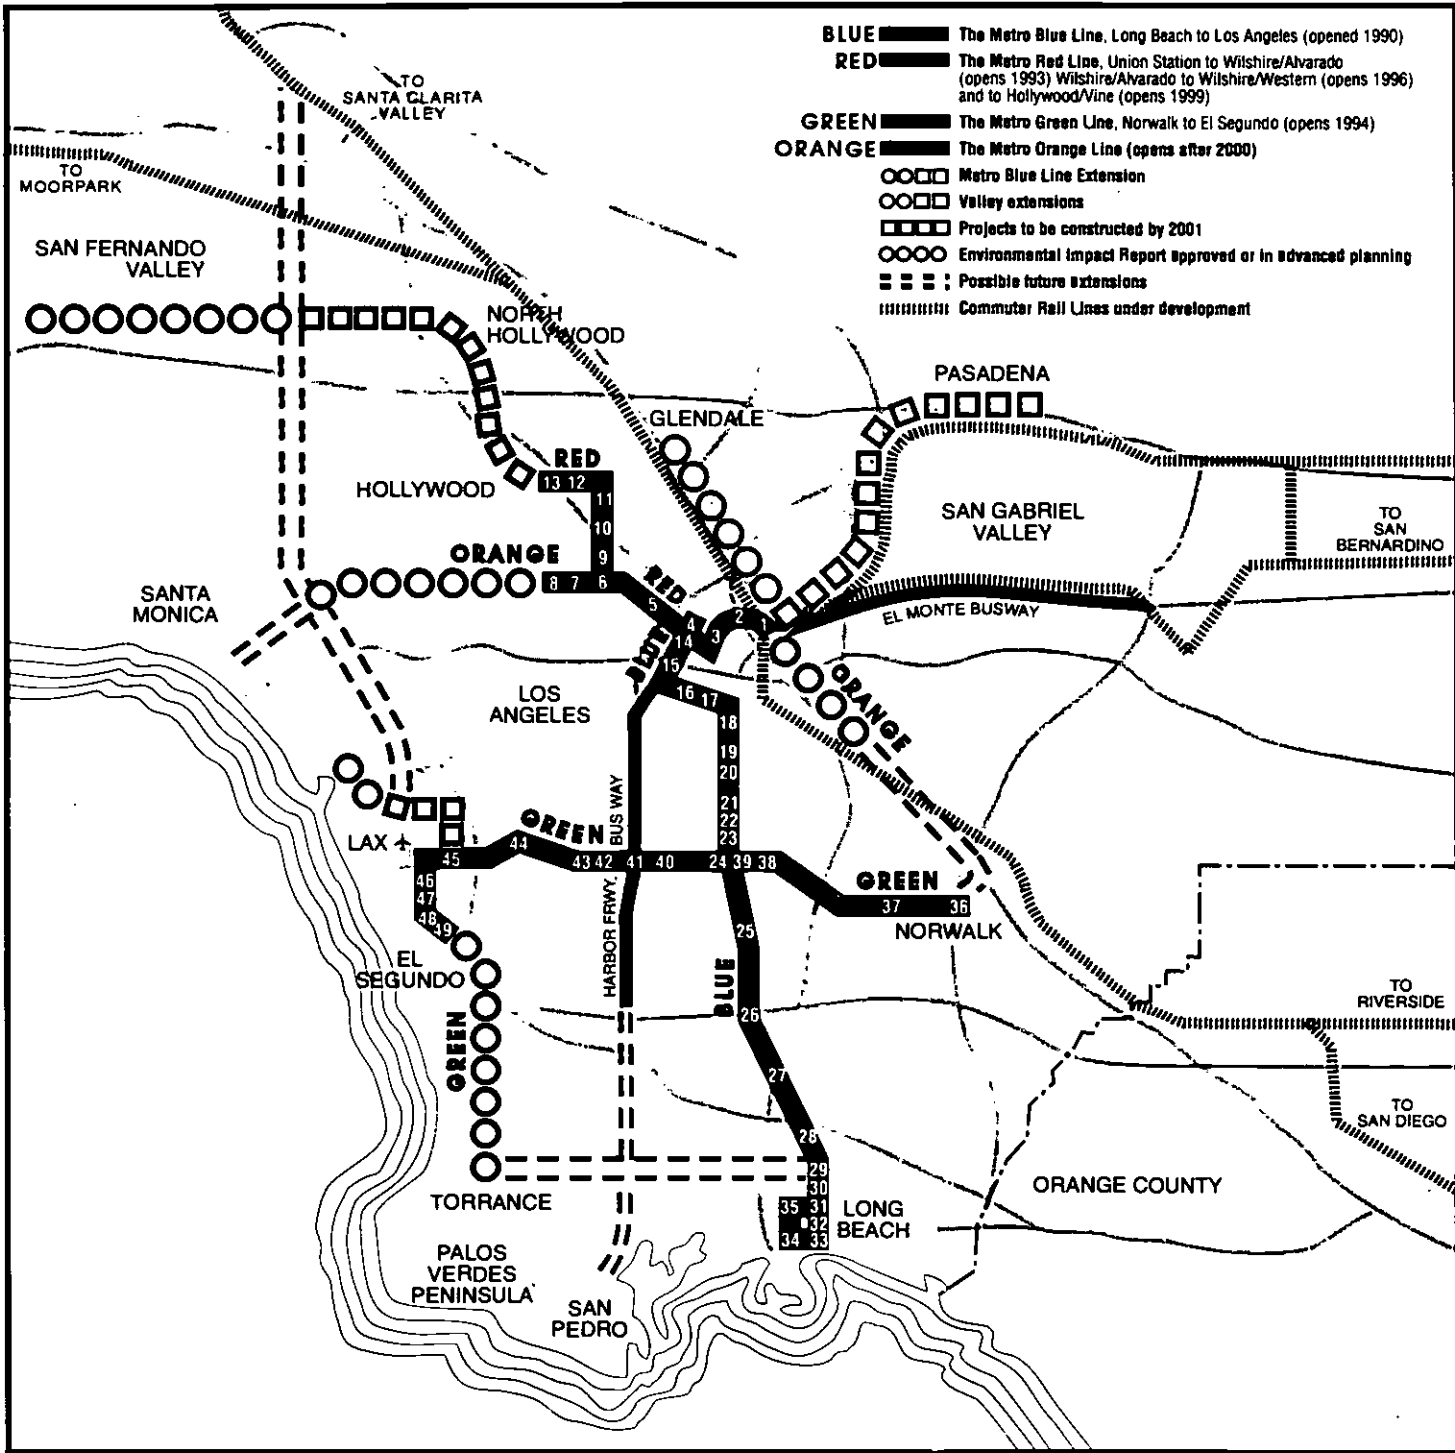 BLUE The Metro Blue Line, Long Beach to Los Angeles (opened 1990)
RED The Metro Red Line, Union Station to Wilshire/Alvarado
(opens 1993) Wilshire/Alvarado to Wilshire/Western (opens 1996)
and to Hollywood/Vine (opens 1999)
GREEN The Metro Green Line, Norwalk to El Segundo (opens 1994)
ORANGE The Metro Orange Line (opens after 2000)
Metro Blue Line Extension
Valley extensions
Projects to be constructed by 2001
Environmental Impact Report approved or in advanced planning
Possible future extensions
Commuter Rail Lines under development
TO
SANTA CLARITA
VALLEY
TO
MOORPARK
SAN FERNANDO
VALLEY
NORTH
HOLLYWOOD
PASADENA
GLENDALE
RED
HOLLYWOOD
13 12
11
10
9
SAN GABRIEL
VALLEY
TO
SAN
BERNARDINO
ORANGE
8 7 6
RED
5
4
3
2
1
SANTA
MONICA
EL MONTE BUSWAY
BLUE
14
15
16
17
18
19
20
21
22
23
ORANGE
LOS
ANGELES
BUS WAY
HARBOR FRWY.
LAX
GREEN
45
44
43 42
41
40
24 39 38
46
47
48
49
GREEN
37
36
NORWALK
EL
SEGUNDO
25
BLUE
26
27
28
GREEN
TO
RIVERSIDE
TO
SAN DIEGO
29
30
35 31
32
34 33
LONG
BEACH
ORANGE COUNTY
TORRANCE
PALOS
VERDES
PENINSULA
SAN
PEDRO